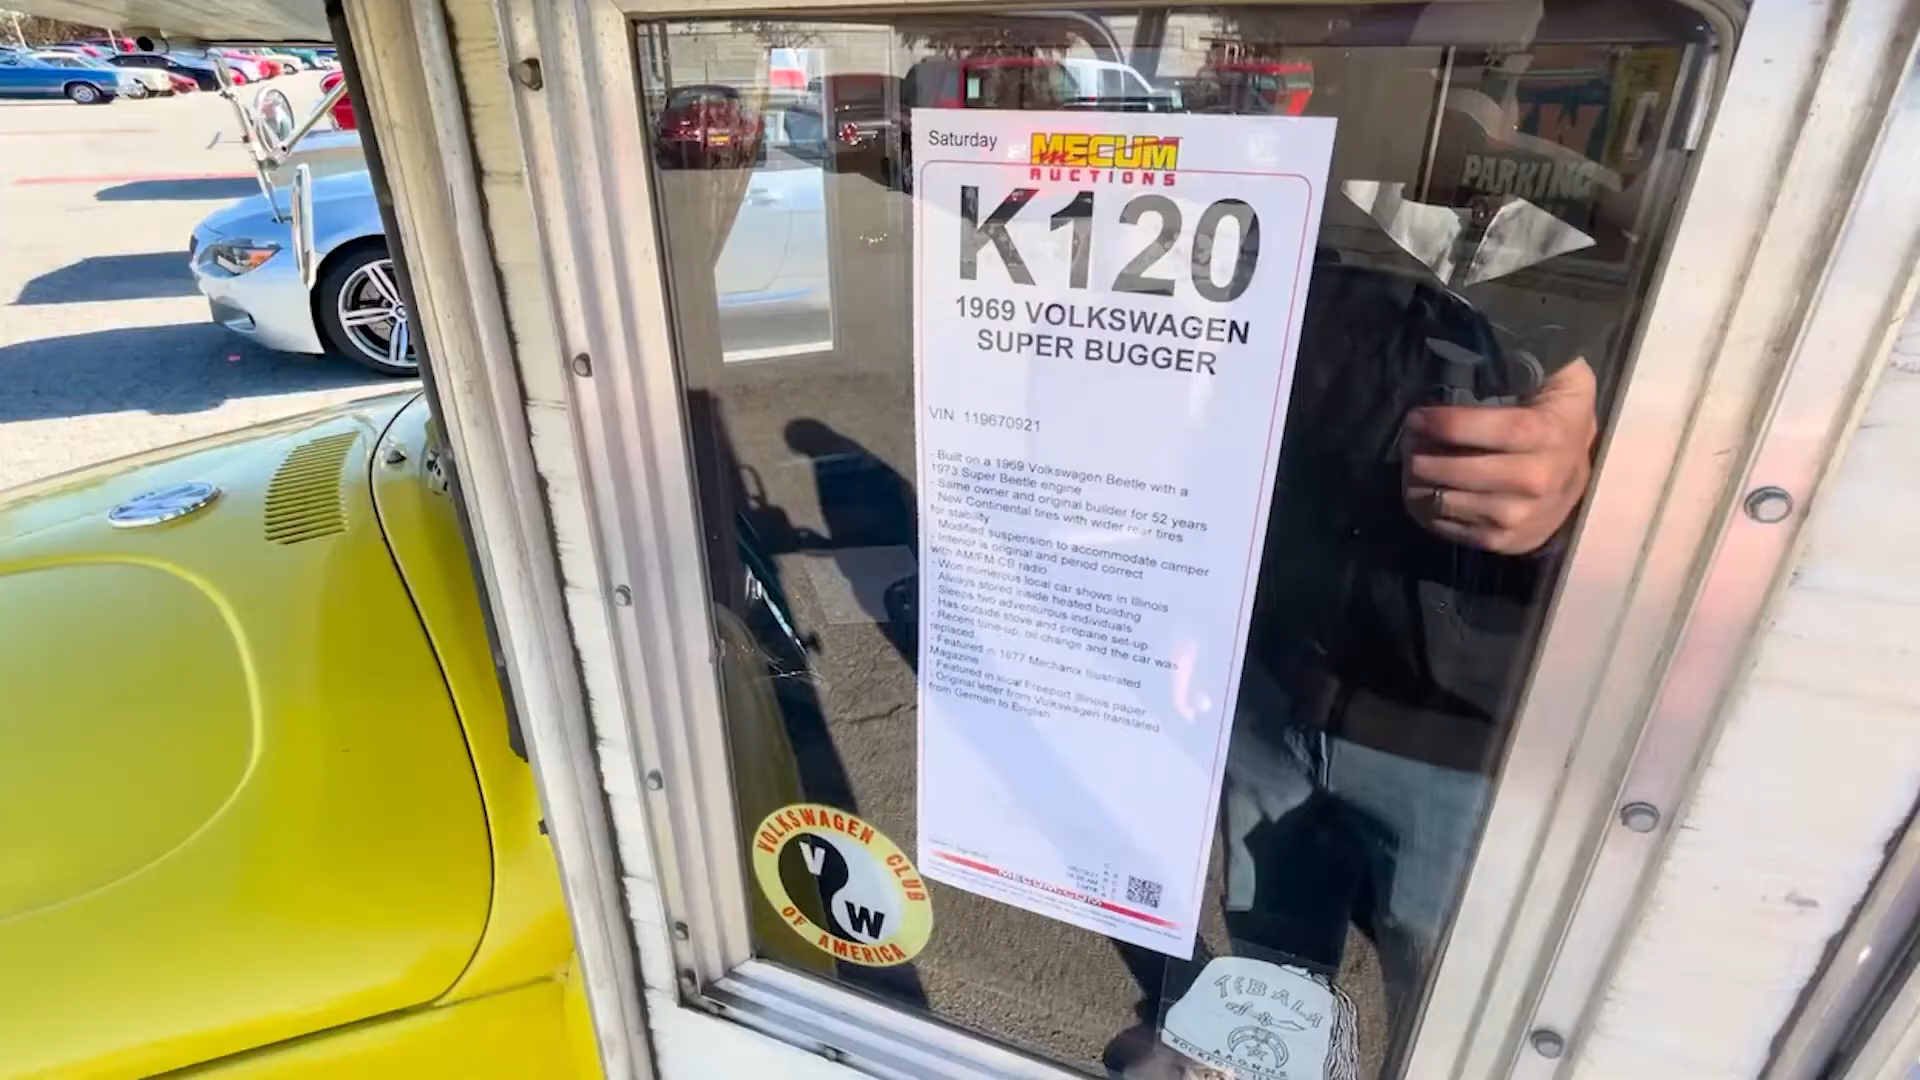 Saturday
MECUM
AUCTIONS
K120
1969 VOLKSWAGEN
SUPER BUGGER
VIN 119670921
- Built on a 1969 Volkswagen Beetle with a
1973 Super Beetle engine
- Same owner and original builder for 52 years
- New Continental tires with wider rear tires
for stability
- Modified suspension to accommodate camper
- Interior is original and period correct
with AM/FM CB radio
- Won numerous local car shows in Illinois
- Always stored inside heated building
- Sleeps two adventurous individuals
- Has outside stove and propane set-up
- Recent tune-up, oil change and the car was
replaced
- Featured in 1977 Mechanix Illustrated
Magazine
- Featured in local Freeport Illinois paper
- Original letter from Volkswagen translated
from German to English
MECUM.COM
VOLKSWAGEN CLUB
OF AMERICA
V
W
PARKING
TEBALA
A.A.O.N.M.S.